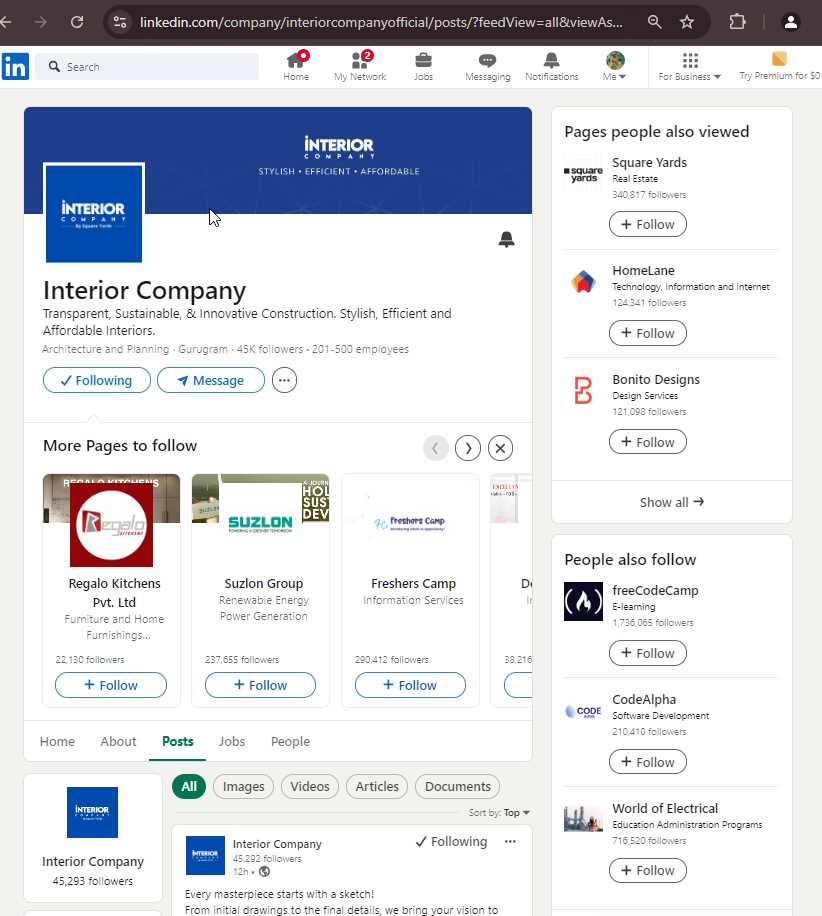 linkedin.com/company/interiorcompanyofficial/posts/?feedView=all&viewAs...
in
Search
Home
2
My Network
Jobs
Messaging
Notifications
Me
For Business
Try Premium for $0
INTERIOR
COMPANY
STYLISH • EFFICIENT • AFFORDABLE
INTERIOR
COMPANY
By Square Yards
Interior Company
Transparent, Sustainable, & Innovative Construction. Stylish, Efficient and
Affordable Interiors.
Architecture and Planning · Gurugram · 45K followers · 201-500 employees
Following
Message
More Pages to follow
REGALO KITCHENS
Regalo
Regalo Kitchens
Pvt. Ltd
Furniture and Home
Furnishings...
22,130 followers
+ Follow
SUZLON
POWERING A GREENER TOMORROW
Suzlon Group
Renewable Energy
Power Generation
237,655 followers
+ Follow
Freshers Camp
Freshers Camp
Information Services
290,412 followers
+ Follow
38,216
Home
About
Posts
Jobs
People
INTERIOR
COMPANY
Interior Company
45,293 followers
All
Images
Videos
Articles
Documents
Sort by: Top
INTERIOR
Interior Company
45,292 followers
12h •
Following
Every masterpiece starts with a sketch!
From initial drawings to the final details, we bring your vision to
Pages people also viewed
square
yards
Square Yards
Real Estate
340,817 followers
+ Follow
HomeLane
Technology, Information and Internet
124,341 followers
+ Follow
Bonito Designs
Design Services
121,098 followers
+ Follow
Show all →
People also follow
freeCodeCamp
E-learning
1,736,065 followers
+ Follow
CODE
CodeAlpha
Software Development
210,410 followers
+ Follow
World of Electrical
Education Administration Programs
716,520 followers
+ Follow